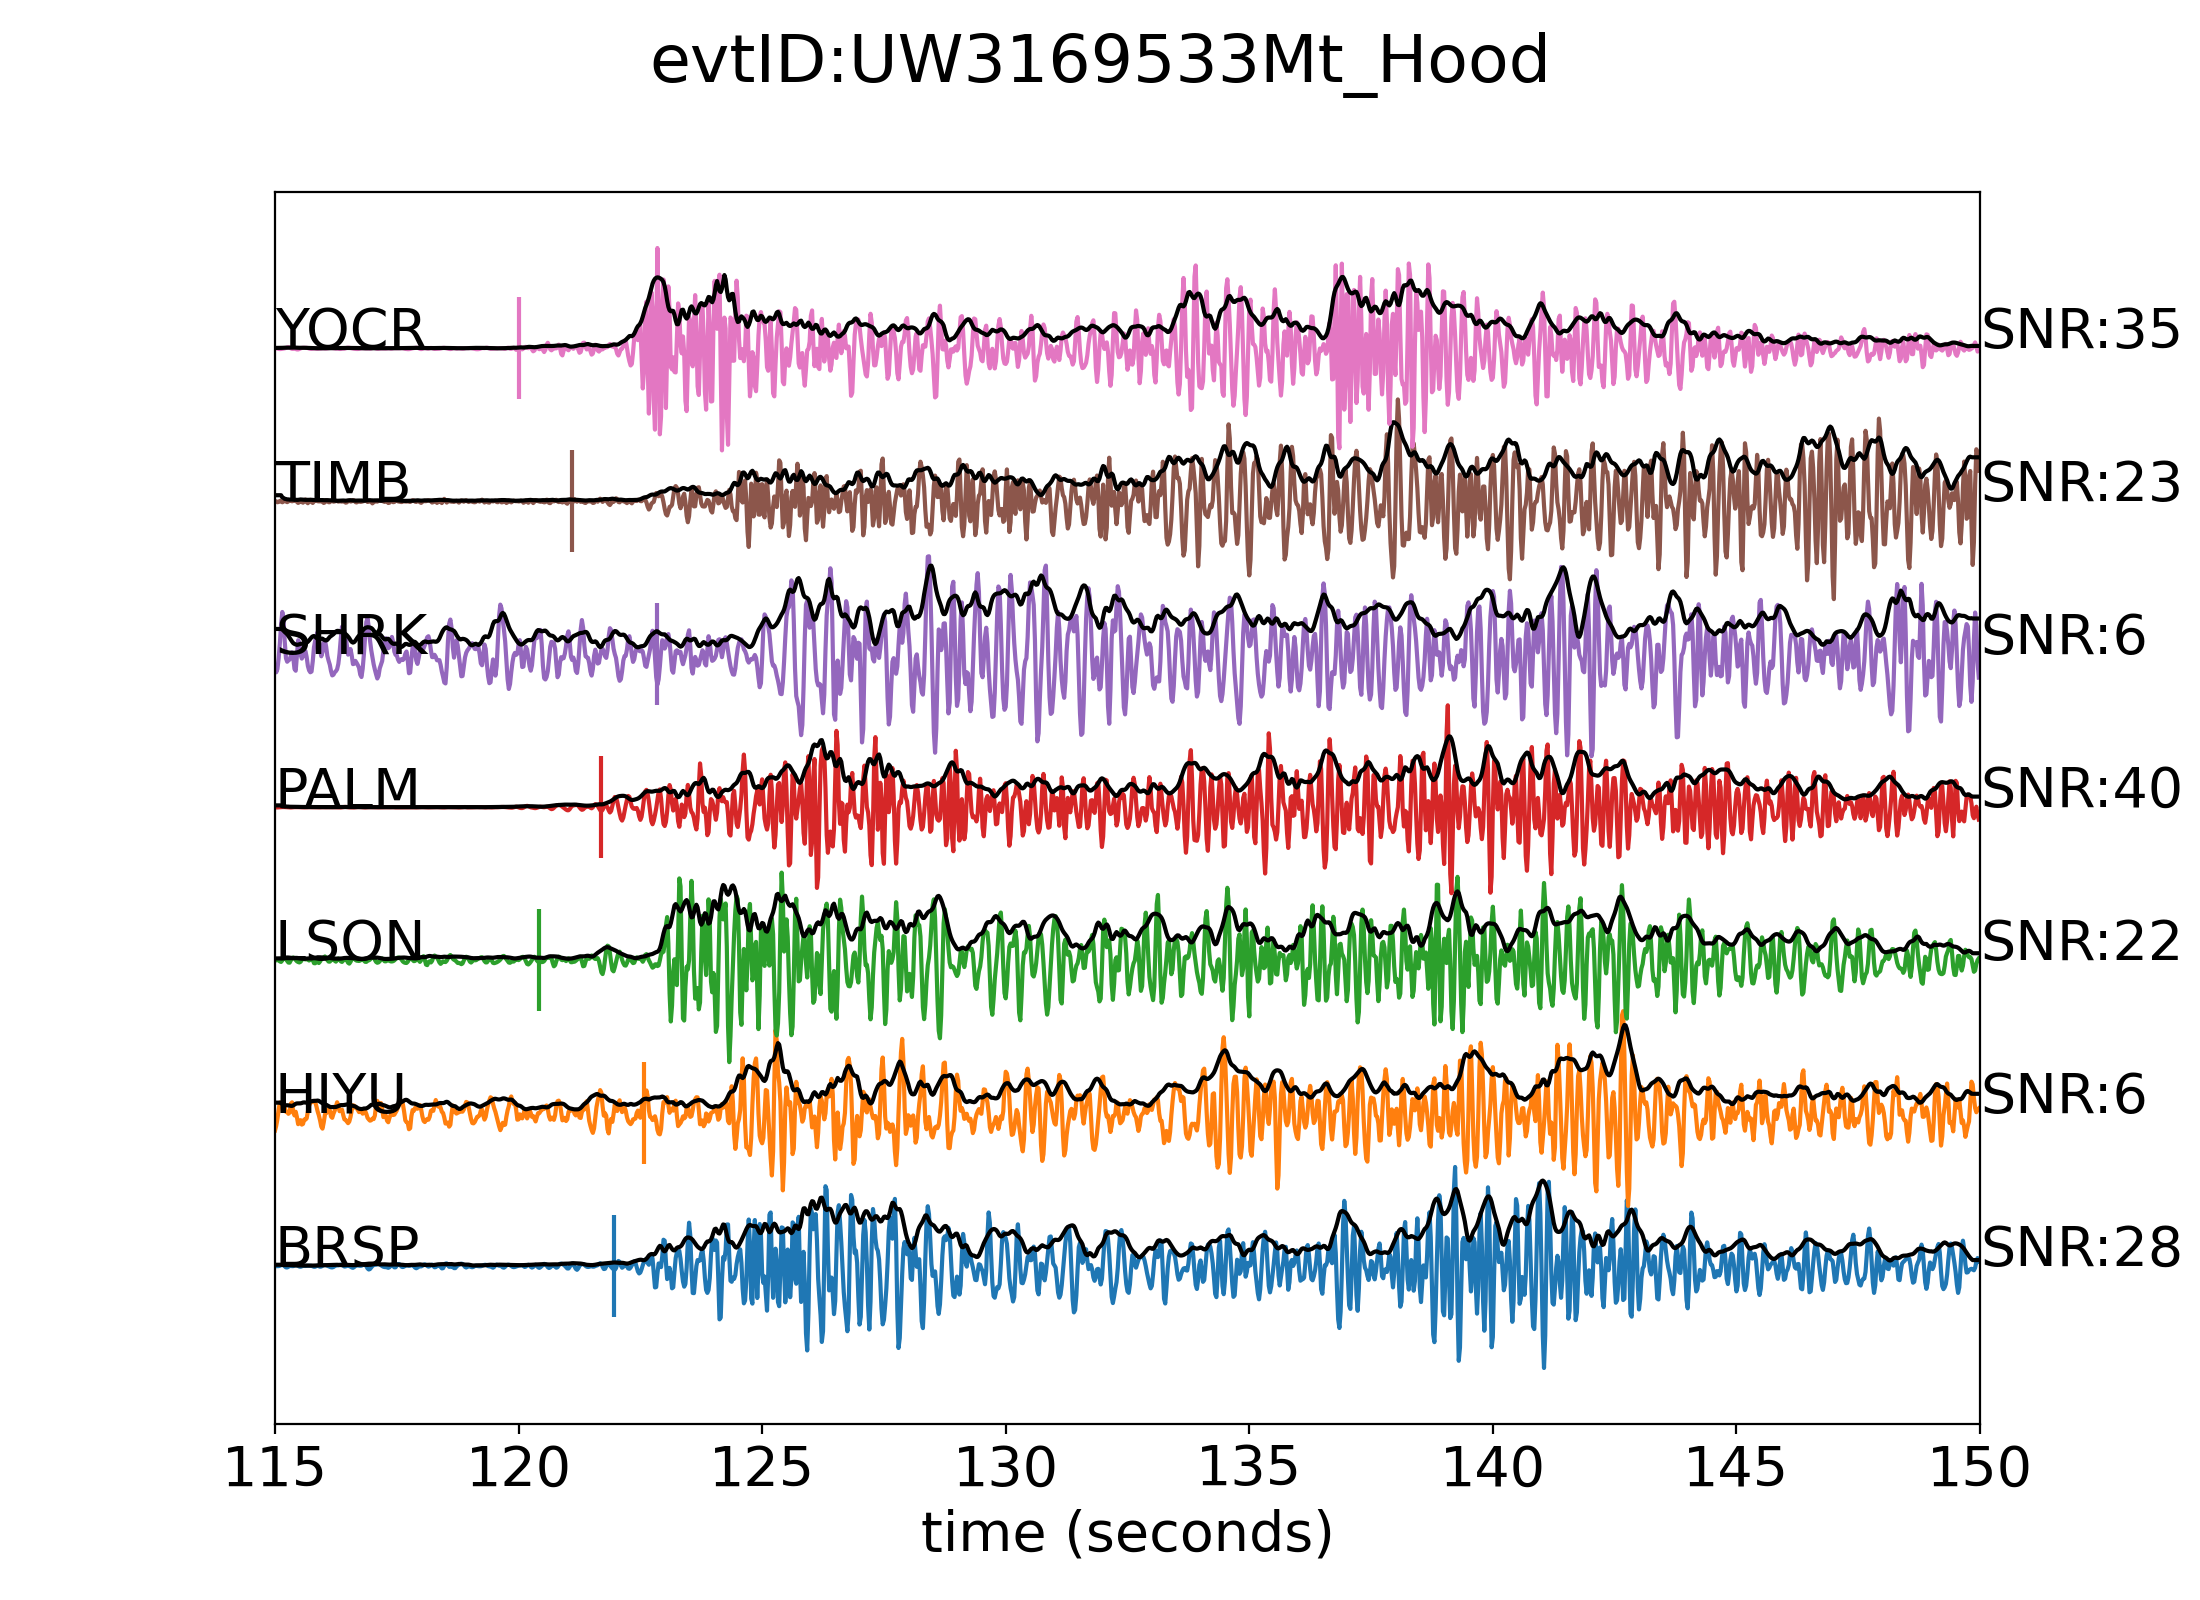 evtID:UW3169533Mt_Hood
YOCR SNR:35
TIMB SNR:23
SHRK SNR:6
PALM SNR:40
LSON SNR:22
HIYU SNR:6
BRSP SNR:28
115 120 125 130 135 140 145 150
time (seconds)